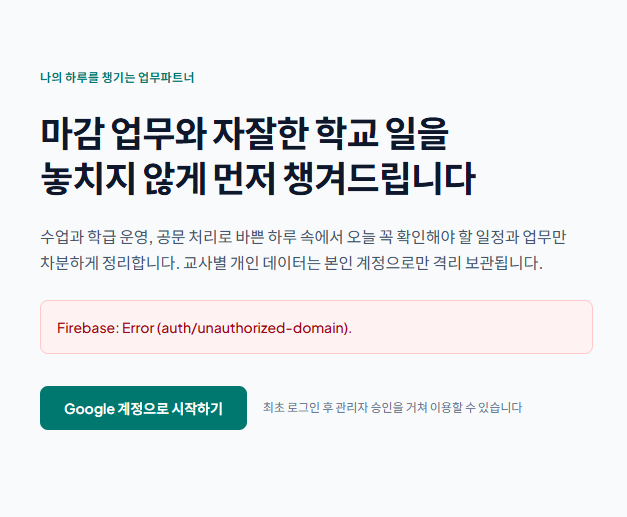 나의 하루를 챙기는 업무파트너
마감 업무와 자잘한 학교 일을
놓치지 않게 먼저 챙겨드립니다
수업과 학급 운영, 공문 처리로 바쁜 하루 속에서 오늘 꼭 확인해야 할 일정과 업무만
차분하게 정리합니다. 교사별 개인 데이터는 본인 계정으로만 격리 보관됩니다.
Firebase: Error (auth/unauthorized-domain).
Google 계정으로 시작하기
최초 로그인 후 관리자 승인을 거쳐 이용할 수 있습니다